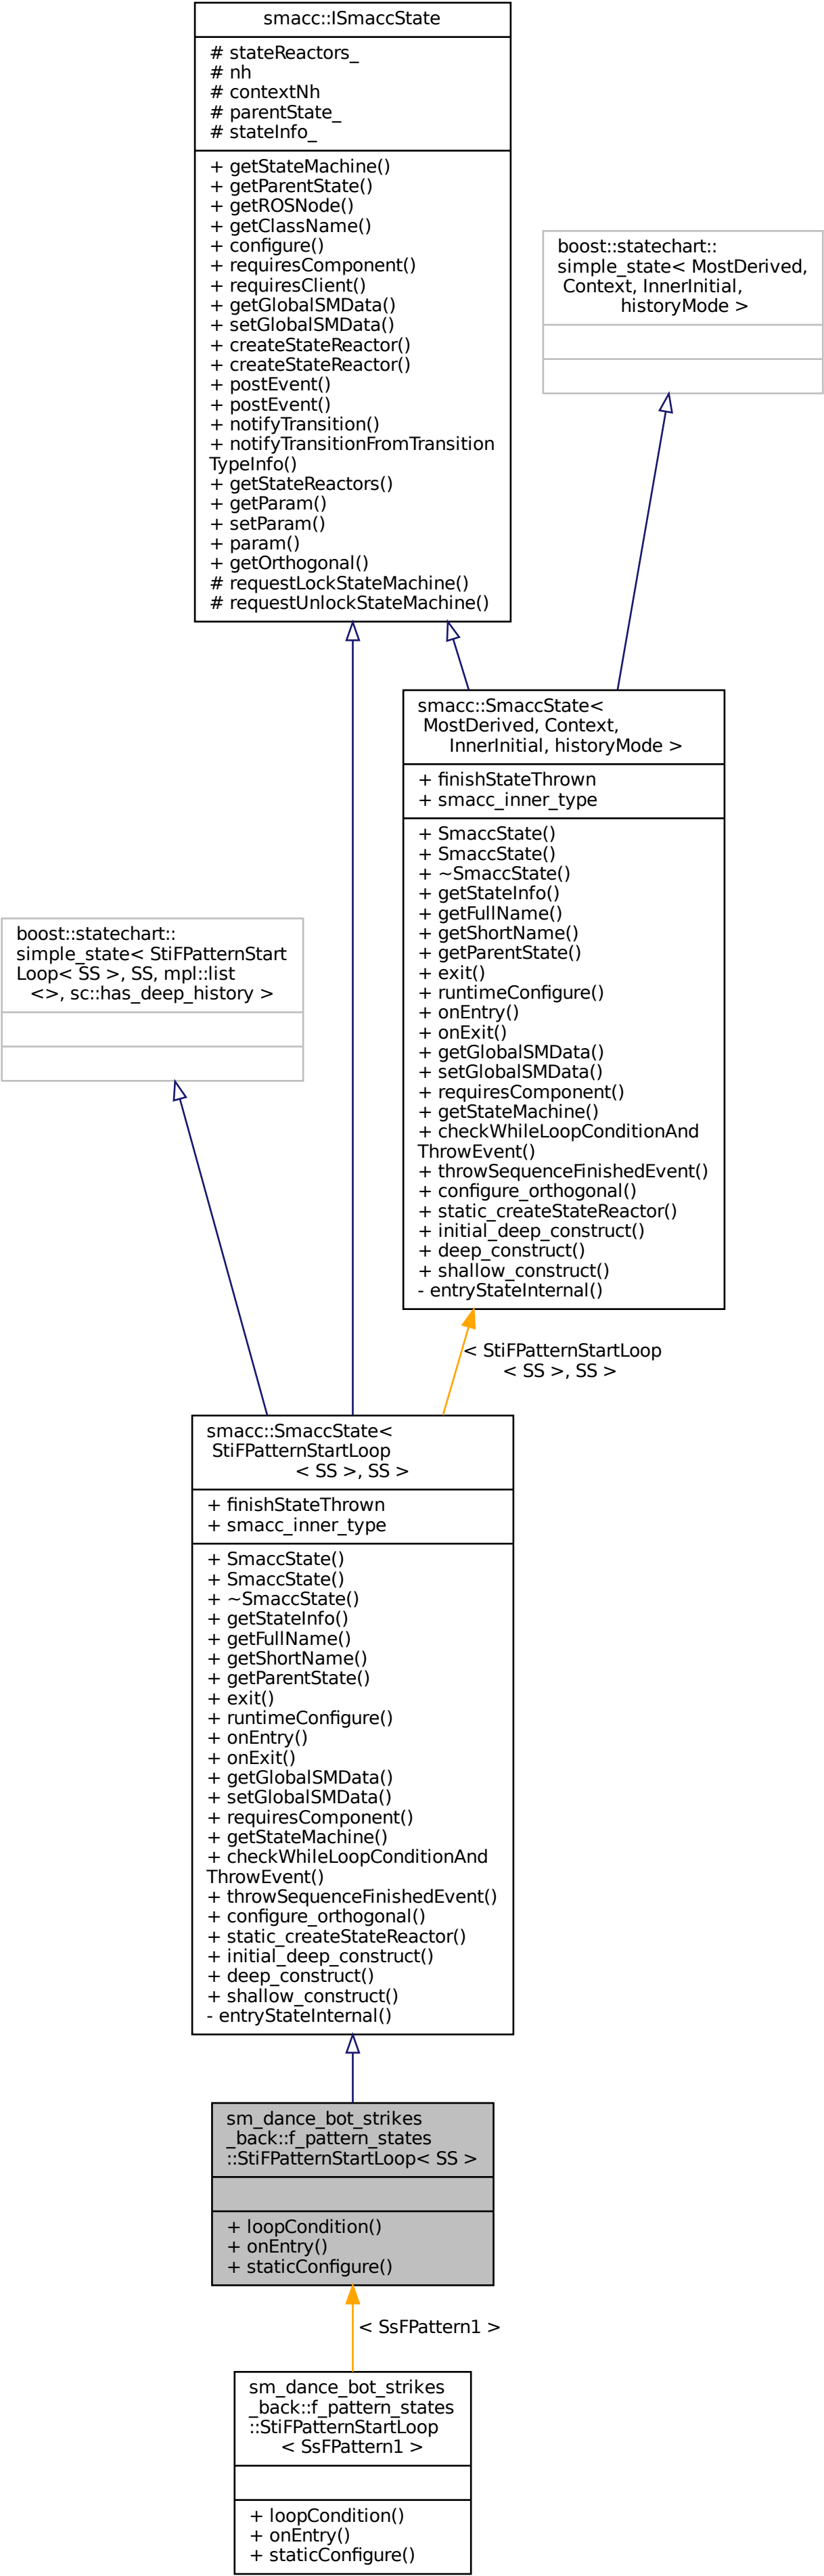 smacc::ISmaccState
# stateReactors_
# nh
# contextNh
# parentState_
# stateInfo_
+ getStateMachine()
+ getParentState()
+ getROSNode()
+ getClassName()
+ configure()
+ requiresComponent()
+ requiresClient()
+ getGlobalSMData()
+ setGlobalSMData()
+ createStateReactor()
+ createStateReactor()
+ postEvent()
+ postEvent()
+ notifyTransition()
+ notifyTransitionFromTransition
TypeInfo()
+ getStateReactors()
+ getParam()
+ setParam()
+ param()
+ getOrthogonal()
# requestLockStateMachine()
# requestUnlockStateMachine()
boost::statechart::
simple_state< MostDerived,
Context, InnerInitial,
historyMode >
smacc::SmaccState<
MostDerived, Context,
InnerInitial, historyMode >
+ finishStateThrown
+ smacc_inner_type
+ SmaccState()
+ SmaccState()
+ ~SmaccState()
+ getStateInfo()
+ getFullName()
+ getShortName()
+ getParentState()
+ exit()
+ runtimeConfigure()
+ onEntry()
+ onExit()
+ getGlobalSMData()
+ setGlobalSMData()
+ requiresComponent()
+ getStateMachine()
+ checkWhileLoopConditionAnd
ThrowEvent()
+ throwSequenceFinishedEvent()
+ configure_orthogonal()
+ static_createStateReactor()
+ initial_deep_construct()
+ deep_construct()
+ shallow_construct()
- entryStateInternal()
boost::statechart::
simple_state< StiFPatternStart
Loop< SS >, SS, mpl::list
<>, sc::has_deep_history >
< StiFPatternStartLoop
< SS >, SS >
smacc::SmaccState<
StiFPatternStartLoop
< SS >, SS >
+ finishStateThrown
+ smacc_inner_type
+ SmaccState()
+ SmaccState()
+ ~SmaccState()
+ getStateInfo()
+ getFullName()
+ getShortName()
+ getParentState()
+ exit()
+ runtimeConfigure()
+ onEntry()
+ onExit()
+ getGlobalSMData()
+ setGlobalSMData()
+ requiresComponent()
+ getStateMachine()
+ checkWhileLoopConditionAnd
ThrowEvent()
+ throwSequenceFinishedEvent()
+ configure_orthogonal()
+ static_createStateReactor()
+ initial_deep_construct()
+ deep_construct()
+ shallow_construct()
- entryStateInternal()
sm_dance_bot_strikes
_back::f_pattern_states
::StiFPatternStartLoop< SS >
+ loopCondition()
+ onEntry()
+ staticConfigure()
< SsFPattern1 >
sm_dance_bot_strikes
_back::f_pattern_states
::StiFPatternStartLoop
< SsFPattern1 >
+ loopCondition()
+ onEntry()
+ staticConfigure()